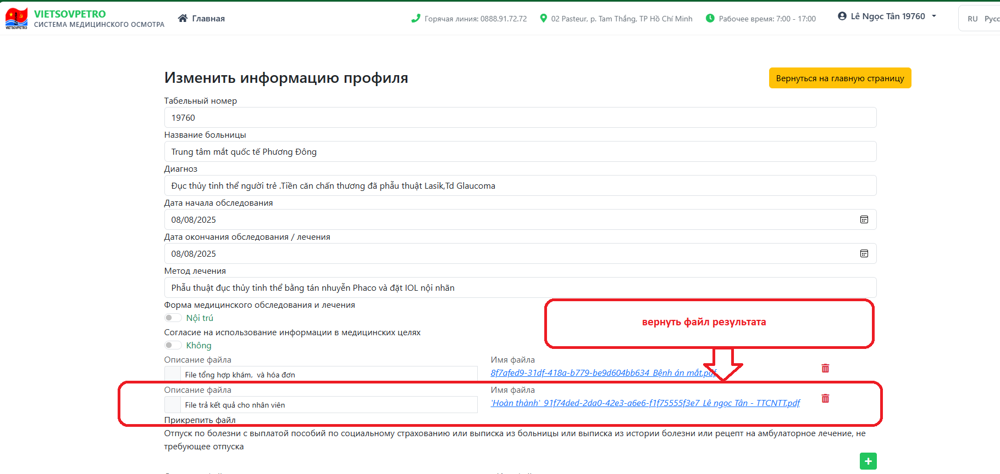 VIETSOVPETRO
СИСТЕМА МЕДИЦИНСКОГО ОСМОТРА
VIETSOVPETRO
Главная
Горячая линия: 0888.91.72.72
02 Pasteur, p. Tam Thắng, TP Hồ Chí Minh
Рабочее время: 7:00 - 17:00
Lê Ngọc Tân 19760
RU Русс
Изменить информацию профиля
Вернуться на главную страницу
Табельный номер
19760
Название больницы
Trung tâm mắt quốc tế Phương Đông
Диагноз
Đục thủy tinh thể người trẻ .Tiền căn chấn thương đã phẫu thuật Lasik,Td Glaucoma
Дата начала обследования
08/08/2025
Дата окончания обследования / лечения
08/08/2025
Метод лечения
Phẫu thuật đục thủy tinh thể bằng tán nhuyễn Phaco và đặt IOL nội nhãn
Форма медицинского обследования и лечения
Nội trú
вернуть файл результата
Согласие на использование информации в медицинских целях
Không
Описание файла
Имя файла
File tổng hợp khám, và hóa đơn
8f7afed9-31df-418a-b779-be9d604bb634_Bệnh án mắt.pdf
Описание файла
Имя файла
File trả kết quả cho nhân viên
'Hoàn thành'_91f74ded-2da0-42e3-a6e6-f1f75555f3e7_Lê ngọc Tân - TTCNTT.pdf
Прикрепить файл
Отпуск по болезни с выплатой пособий по социальному страхованию или выписка из больницы или выписка из истории болезни или рецепт на амбулаторное лечение, не
требующее отпуска
+